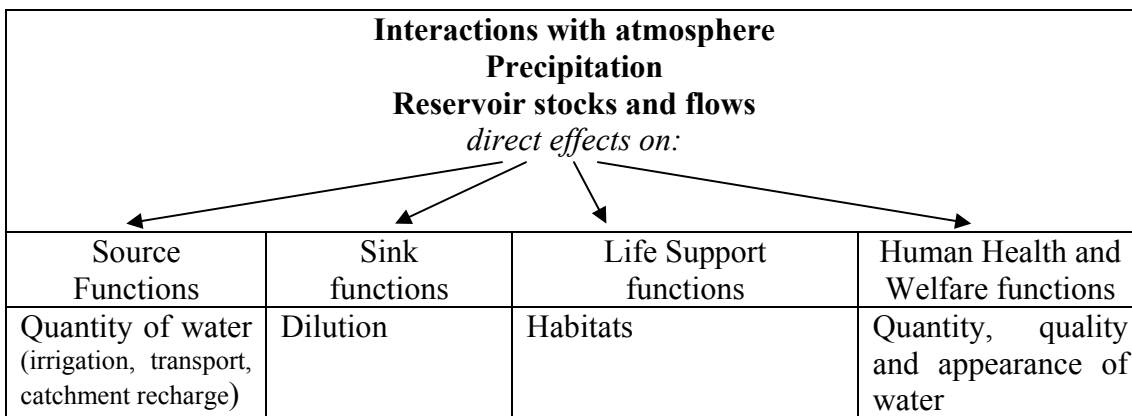 Interactions with atmosphere
Precipitation
Reservoir stocks and flows
direct effects on:
Source
Functions
Sink
functions
Life Support
functions
Human Health and
Welfare functions
Quantity of water
(irrigation, transport,
catchment recharge)
Dilution
Habitats
Quantity, quality
and appearance of
water